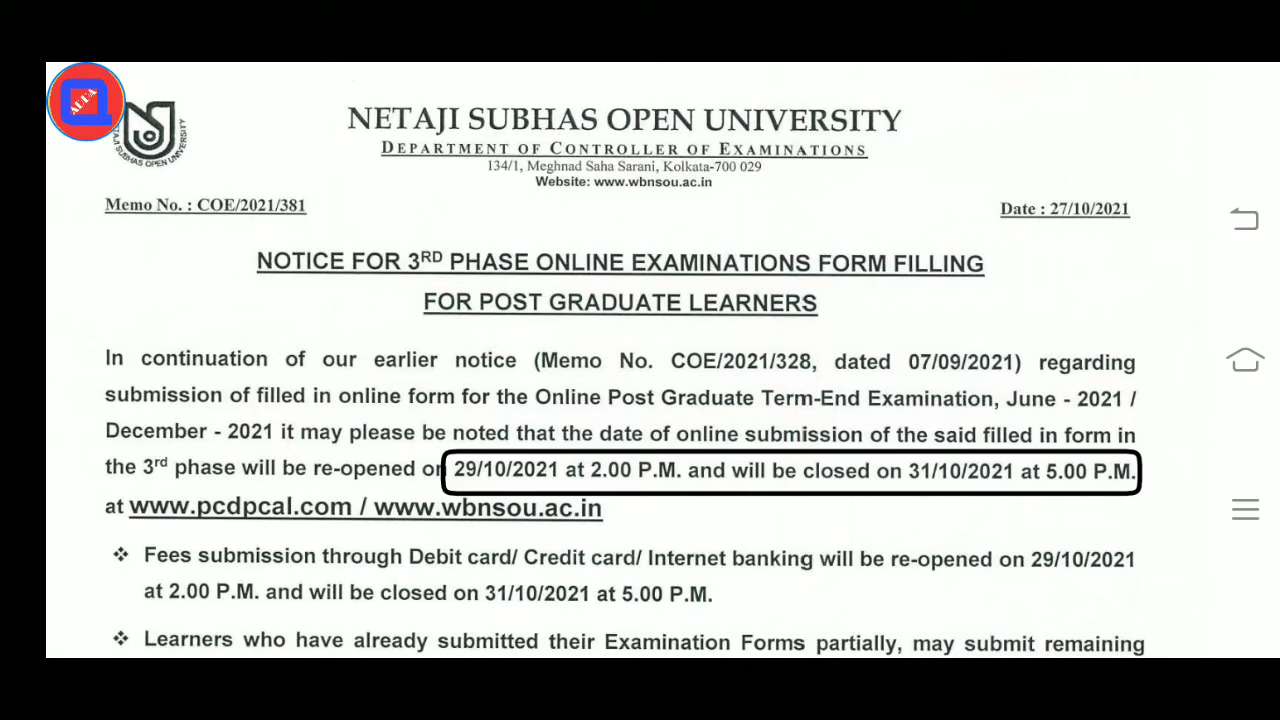 AUUA
NETAJI SUBHAS OPEN UNIVERSITY
DEPARTMENT OF CONTROLLER OF EXAMINATIONS
134/1, Meghnad Saha Sarani, Kolkata-700 029
Website: www.wbnsou.ac.in
Memo No. : COE/2021/381
Date : 27/10/2021
NOTICE FOR 3RD PHASE ONLINE EXAMINATIONS FORM FILLING
FOR POST GRADUATE LEARNERS
In continuation of our earlier notice (Memo No. COE/2021/328, dated 07/09/2021) regarding
submission of filled in online form for the Online Post Graduate Term-End Examination, June - 2021 /
December - 2021 it may please be noted that the date of online submission of the said filled in form in
the 3rd phase will be re-opened on 29/10/2021 at 2.00 P.M. and will be closed on 31/10/2021 at 5.00 P.M.
at www.pcdpcal.com / www.wbnsou.ac.in
❖ Fees submission through Debit card/ Credit card/ Internet banking will be re-opened on 29/10/2021
at 2.00 P.M. and will be closed on 31/10/2021 at 5.00 P.M.
❖ Learners who have already submitted their Examination Forms partially, may submit remaining